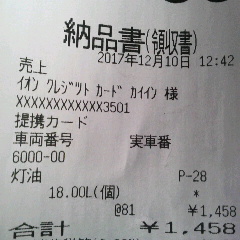 納品書(領収書)
2017年12月10日 12:42
売上
イオン クレジツト カード カイイン 様
XXXXXXXXXXXX3501
提携カード
車両番号 実車番
6000-00
灯油 P-28
18.00L(個) *
@81 ¥1,458
合計 ¥1,458